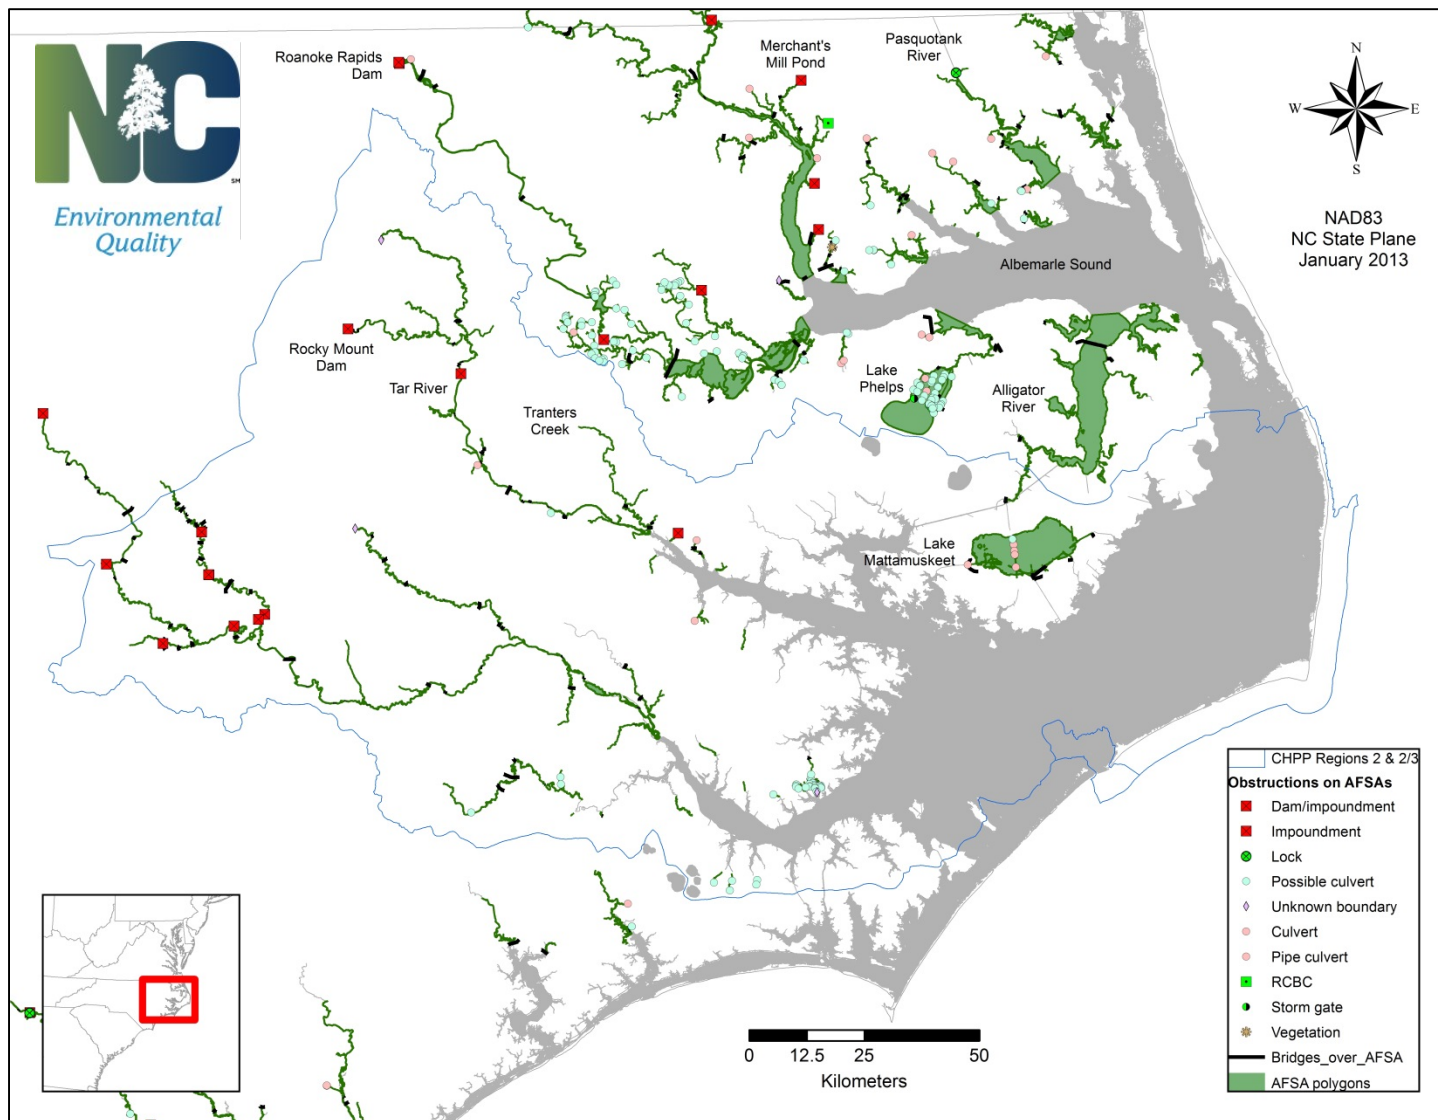 NC
SM
Environmental
Quality
Roanoke Rapids
Dam
Merchant's
Mill Pond
Pasquotank
River
N
W
E
S
NAD83
NC State Plane
January 2013
Albemarle Sound
Rocky Mount
Dam
Tar River
Tranters
Creek
Lake
Phelps
Alligator
River
Lake
Mattamuskeet
CHPP Regions 2 & 2/3
Obstructions on AFSAs
Dam/impoundment
Impoundment
Lock
Possible culvert
Unknown boundary
Culvert
Pipe culvert
RCBC
Storm gate
Vegetation
Bridges_over_AFSA
AFSA polygons
0 12.5 25 50
Kilometers